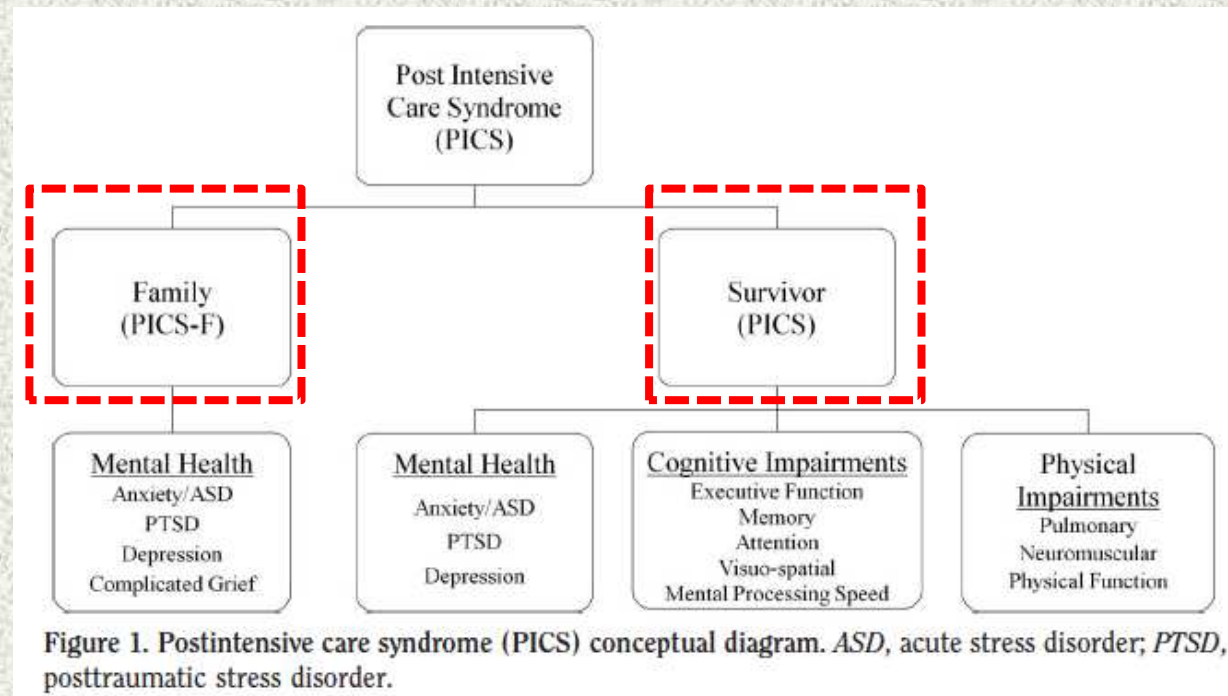 Post Intensive
Care Syndrome
(PICS)
Family
(PICS-F)
Survivor
(PICS)
Mental Health
Anxiety/ASD
PTSD
Depression
Complicated Grief
Mental Health
Anxiety/ASD
PTSD
Depression
Cognitive Impairments
Executive Function
Memory
Attention
Visuo-spatial
Mental Processing Speed
Physical
Impairments
Pulmonary
Neuromuscular
Physical Function
Figure 1. Postintensive care syndrome (PICS) conceptual diagram. ASD, acute stress disorder; PTSD,
posttraumatic stress disorder.